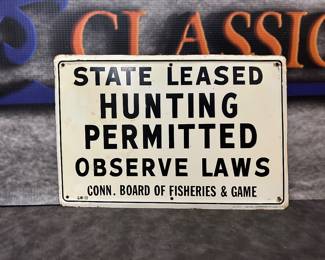 CLASSIC
STATE LEASED
HUNTING
PERMITTED
OBSERVE LAWS
CONN. BOARD OF FISHERIES & GAME